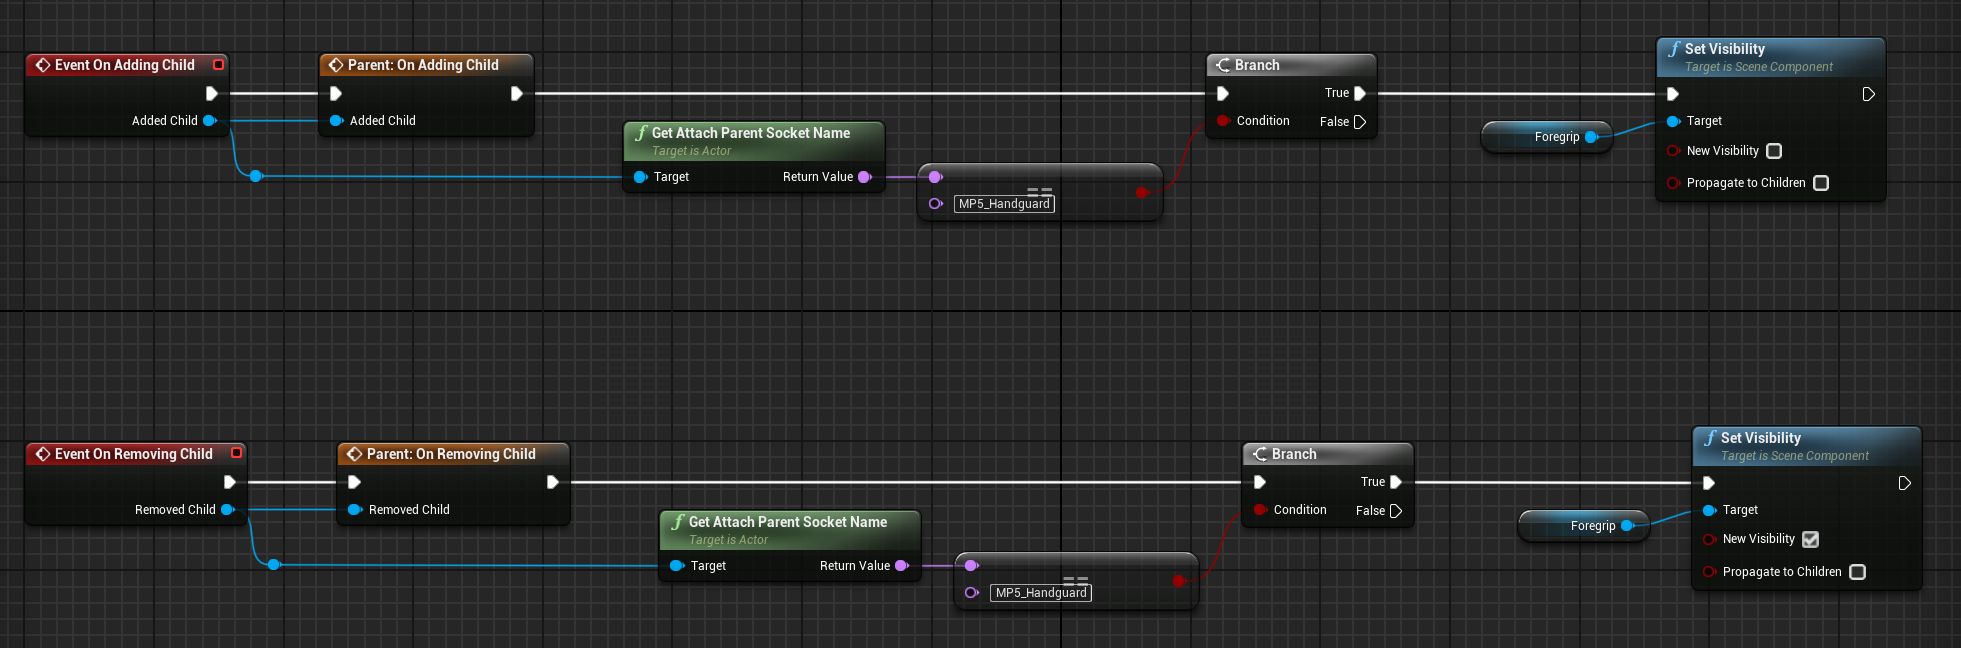 Event On Adding Child
Added Child
Parent: On Adding Child
Added Child
Get Attach Parent Socket Name
Target is Actor
Target
Return Value
==
MP5_Handguard
Branch
True
Condition
False
Foregrip
Set Visibility
Target is Scene Component
Target
New Visibility
Propagate to Children
Event On Removing Child
Removed Child
Parent: On Removing Child
Removed Child
Get Attach Parent Socket Name
Target is Actor
Target
Return Value
==
MP5_Handguard
Branch
True
Condition
False
Foregrip
Set Visibility
Target is Scene Component
Target
New Visibility
Propagate to Children